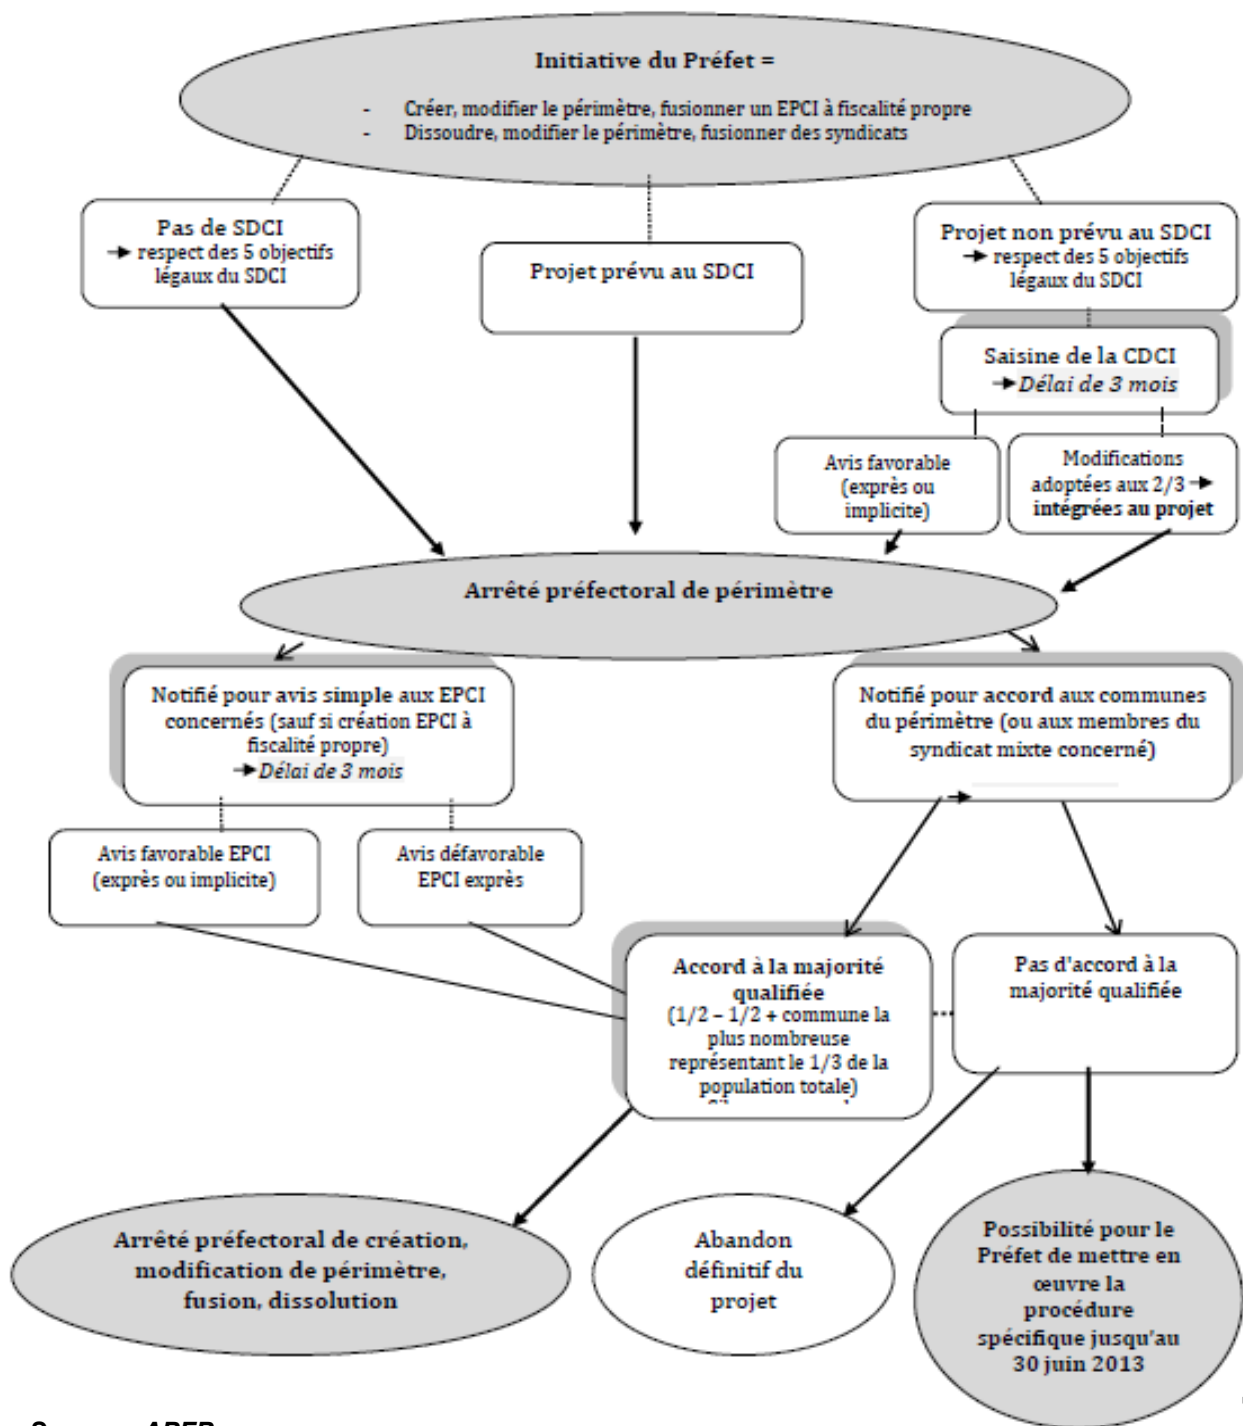 Initiative du Préfet =
- Créer, modifier le périmètre, fusionner un EPCI à fiscalité propre
- Dissoudre, modifier le périmètre, fusionner des syndicats
Pas de SDCI
→ respect des 5 objectifs
légaux du SDCI
Projet prévu au SDCI
Projet non prévu au SDCI
→ respect des 5 objectifs
légaux du SDCI
Saisine de la CDCI
→ Délai de 3 mois
Avis favorable
(exprès ou
implicite)
Modifications
adoptées aux 2/3 →
intégrées au projet
Arrêté préfectoral de périmètre
Notifié pour avis simple aux EPCI
concernés (sauf si création EPCI à
fiscalité propre)
→ Délai de 3 mois
Notifié pour accord aux communes
du périmètre (ou aux membres du
syndicat mixte concerné)
→
Avis favorable EPCI
(exprès ou implicite)
Avis défavorable
EPCI exprès
Accord à la majorité
qualifiée
(1/2 – 1/2 + commune la
plus nombreuse
représentant le 1/3 de la
population totale)
Pas d'accord à la
majorité qualifiée
Arrêté préfectoral de création,
modification de périmètre,
fusion, dissolution
Abandon
définitif du
projet
Possibilité pour le
Préfet de mettre en
œuvre la
procédure
spécifique jusqu'au
30 juin 2013